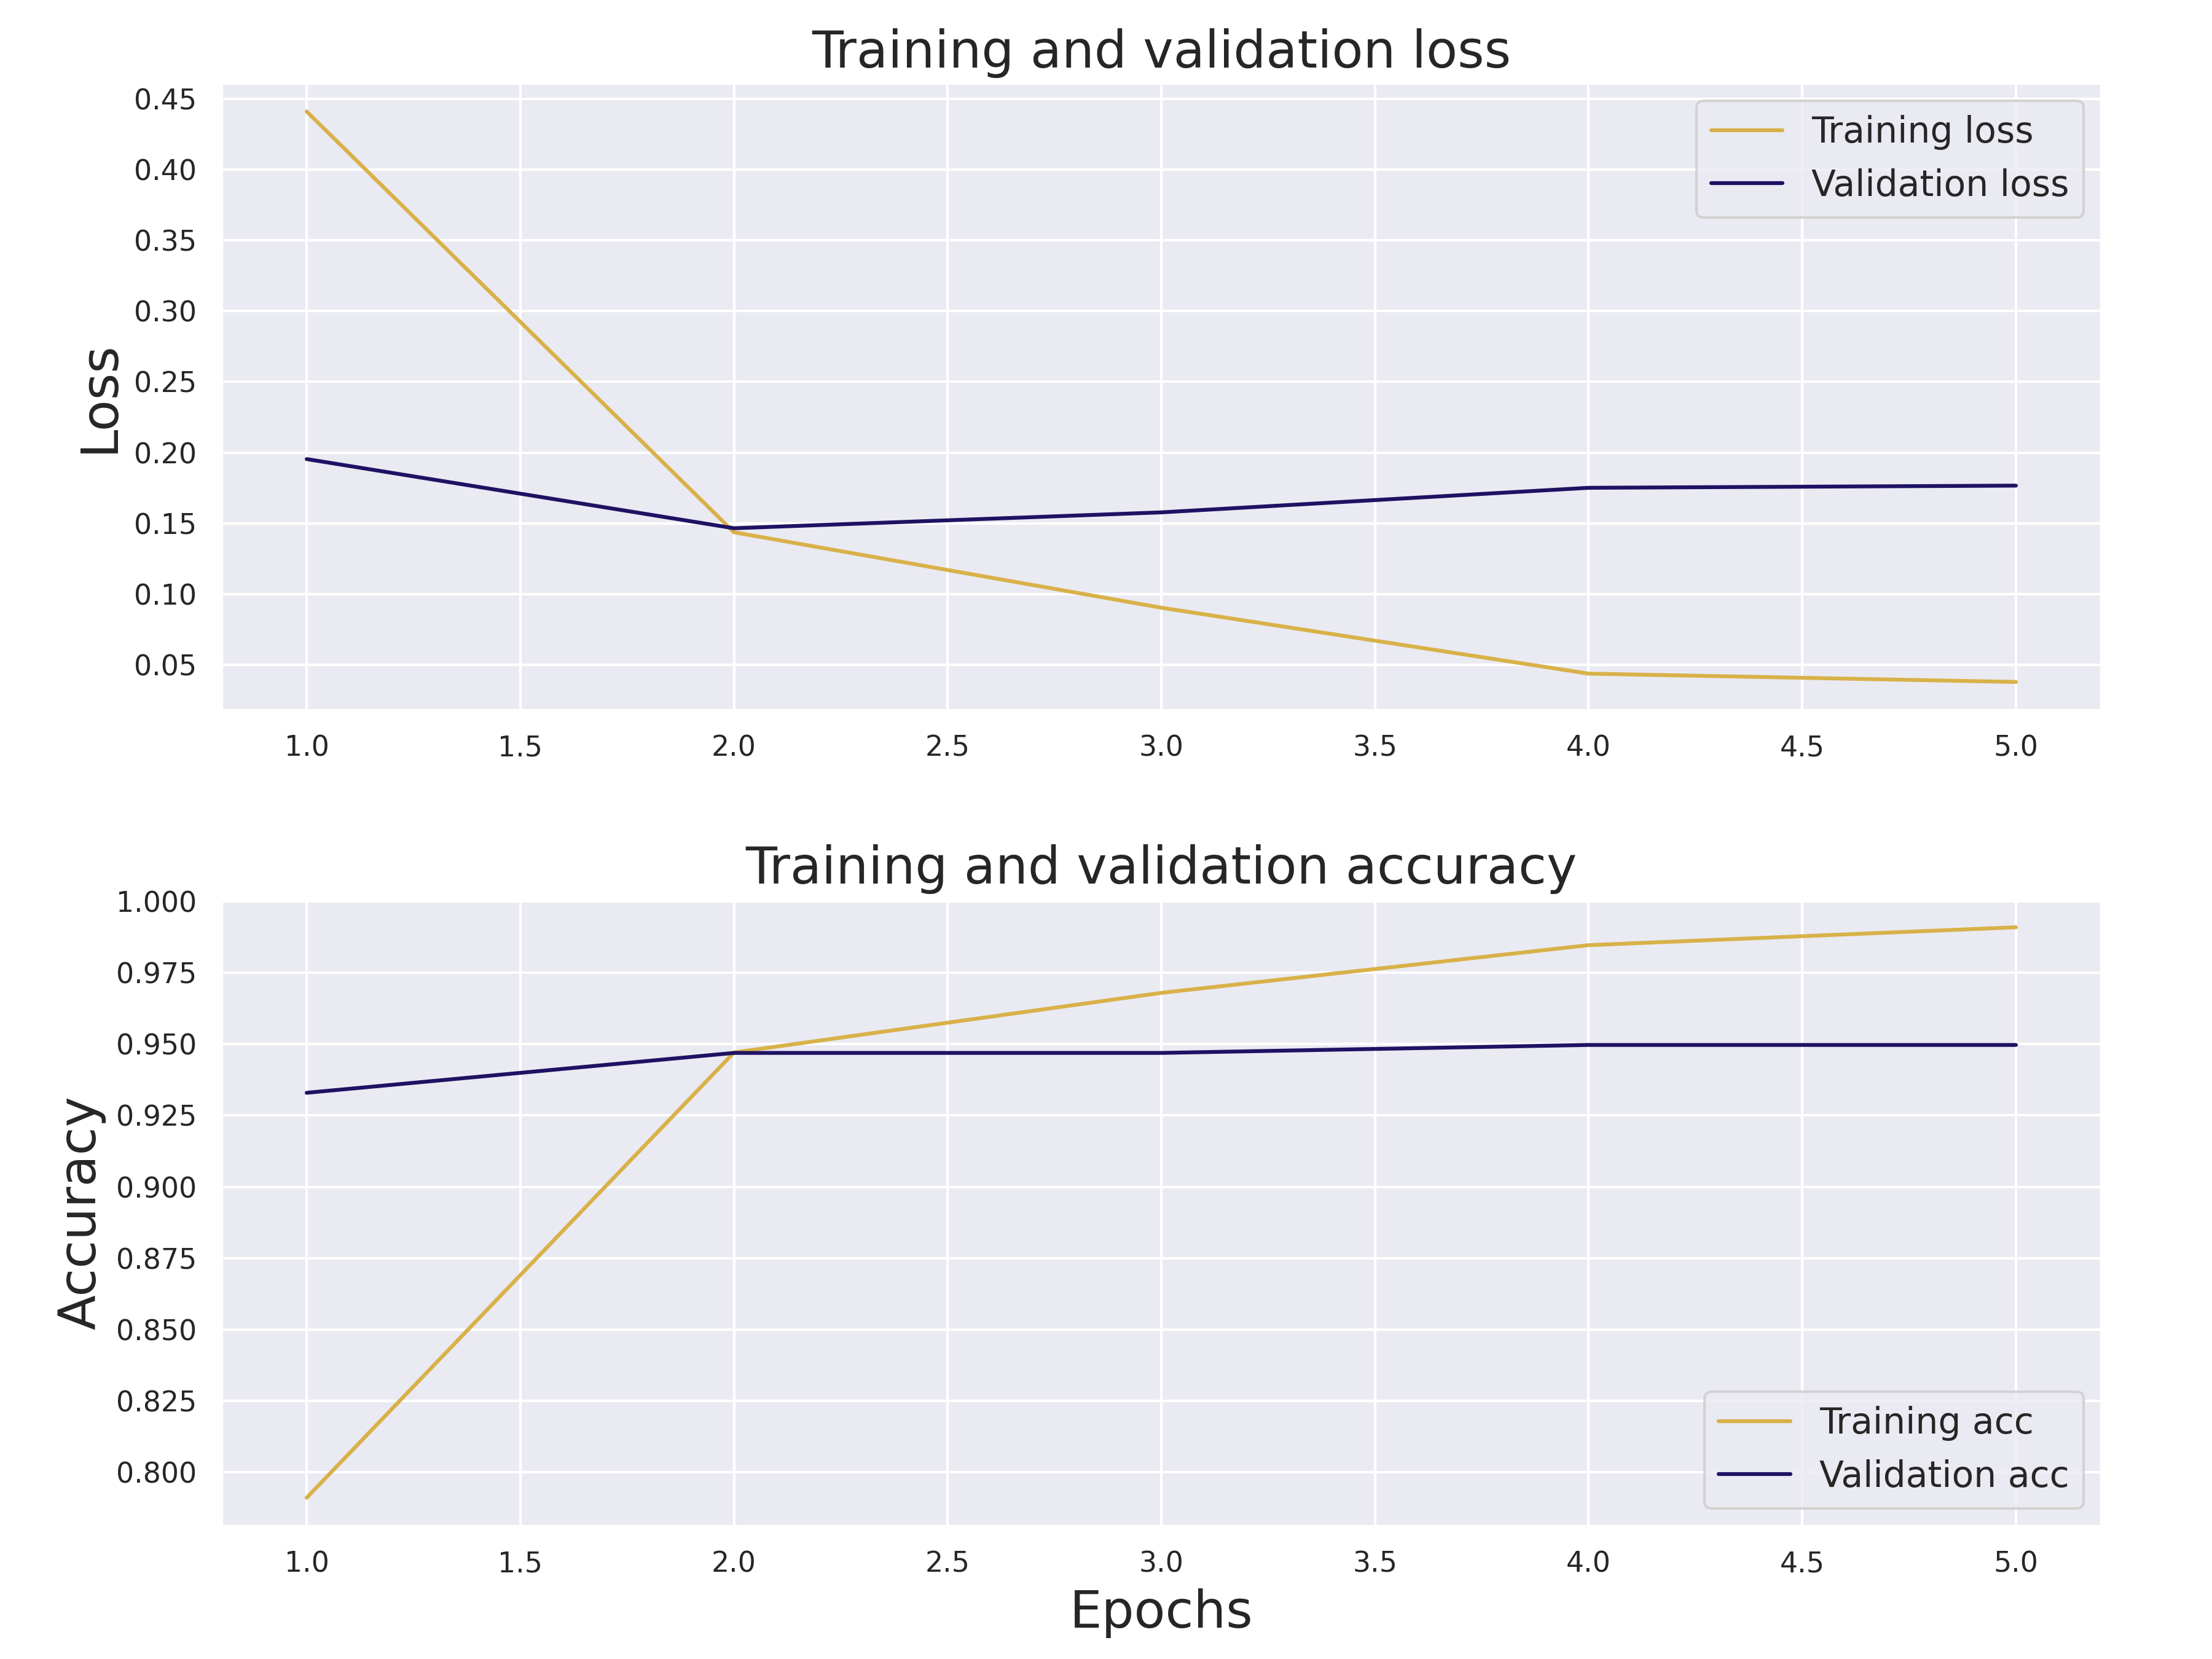 Training and validation loss
0.45
0.40
0.35
0.30
0.25
0.20
0.15
0.10
0.05
Loss
Training loss
Validation loss
1.0 1.5 2.0 2.5 3.0 3.5 4.0 4.5 5.0
Training and validation accuracy
1.000
0.975
0.950
0.925
0.900
0.875
0.850
0.825
0.800
Accuracy
Training acc
Validation acc
1.0 1.5 2.0 2.5 3.0 3.5 4.0 4.5 5.0
Epochs